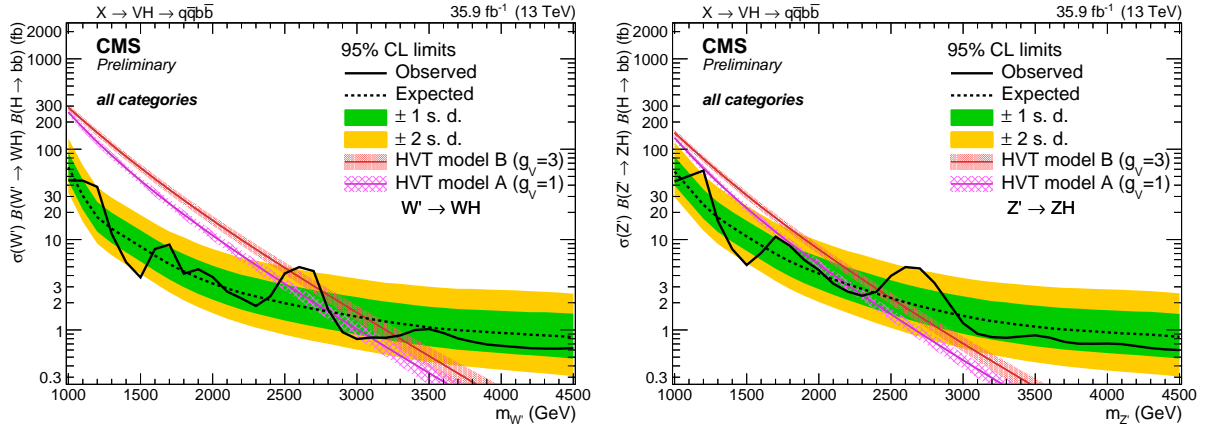 X → VH → qq̄bb̄
35.9 fb⁻¹ (13 TeV)
CMS
Preliminary
all categories
95% CL limits
Observed
Expected
± 1 s. d.
± 2 s. d.
HVT model B (g_V=3)
HVT model A (g_V=1)
W' → WH
σ(W') B(W' → WH) B(H → bb) (fb)
2000
1000
300
200
100
30
20
10
3
2
1
0.3
1000 1500 2000 2500 3000 3500 4000 4500
m_W' (GeV)
X → VH → qq̄bb̄
35.9 fb⁻¹ (13 TeV)
CMS
Preliminary
all categories
95% CL limits
Observed
Expected
± 1 s. d.
± 2 s. d.
HVT model B (g_V=3)
HVT model A (g_V=1)
Z' → ZH
σ(Z') B(Z' → ZH) B(H → bb) (fb)
2000
1000
300
200
100
30
20
10
3
2
1
0.3
1000 1500 2000 2500 3000 3500 4000 4500
m_Z' (GeV)